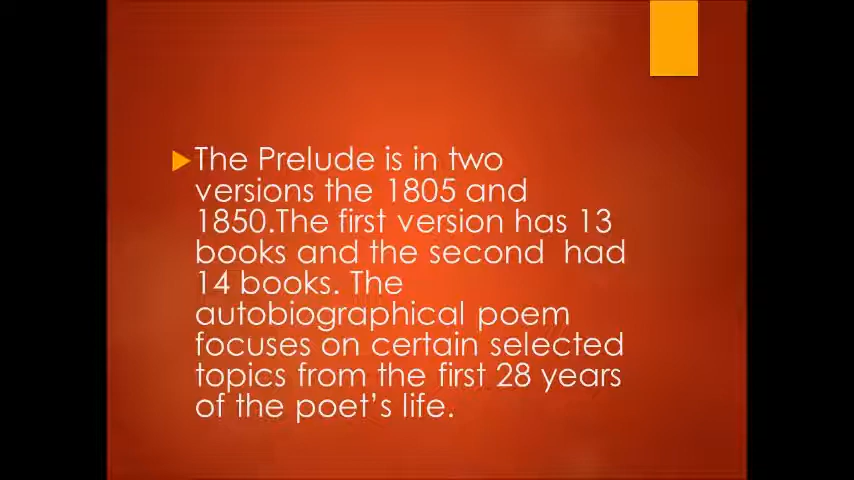 The Prelude is in two
versions the 1805 and
1850.The first version has 13
books and the second  had
14 books. The
autobiographical poem
focuses on certain selected
topics from the first 28 years
of the poet’s life.